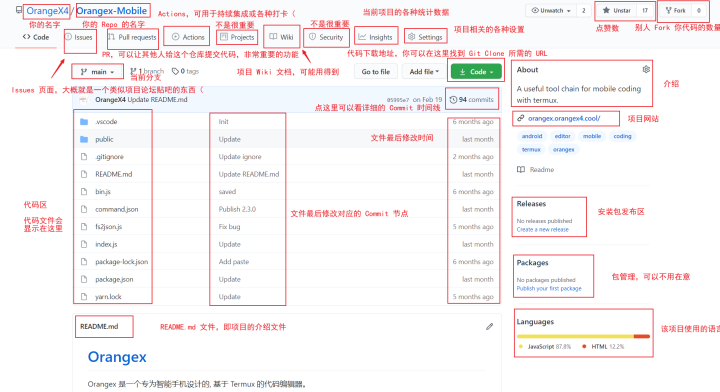 OrangeX4/Orangex-Mobile
Actions, 可用于持续集成或各种打卡 (
当前项目的各种统计数据
Unwatch 2
Unstar 17
Fork 0
你的名字
你的 Repo 的名字
不是很重要
不是很重要
点赞数
别人 Fork 你代码的数量
Code
Issues
Pull requests
Actions
Projects
Wiki
Security
Insights
Settings
项目相关的各种设置
PR, 可以让其他人给这个仓库提交代码, 非常重要的功能
代码下载地址, 你可以在这里找到 Git Clone 所需的 URL
main
1 branch
0 tags
当前分支
项目 Wiki 文档, 可能用得到
Go to file
Add file
Code
Issues 页面, 大概就是一个类似项目论坛贴吧的东西 (
OrangeX4 Update README.md
on Feb 19
94 commits
点这里可以看详细的 Commit 时间线
.vscode
Init
6 months ago
public
Update
last month
文件最后修改时间
.gitignore
Update ignore
2 months ago
README.md
Update README.md
last month
bin.js
saved
6 months ago
command.json
Publish 2.3.0
last month
fs2json.js
Fix bug
5 months ago
index.js
Update
last month
package-lock.json
Add paste
6 months ago
package.json
Update
last month
yarn.lock
Update
5 months ago
代码区
代码文件会
显示在这里
文件最后修改对应的 Commit 节点
README.md
README.md 文件, 即项目的介绍文件
Orangex
Orangex 是一个专为智能手机设计的, 基于 Termux 的代码编辑器。
About
A useful tool chain for mobile coding
with termux.
介绍
orangex.orangex4.cool/
项目网站
android
editor
mobile
coding
termux
orangex
Readme
Releases
No releases published
Create a new release
安装包发布区
Packages
No packages published
Publish your first package
包管理, 可以不用在意
Languages
JavaScript 87.8%
HTML 12.2%
该项目使用的语言